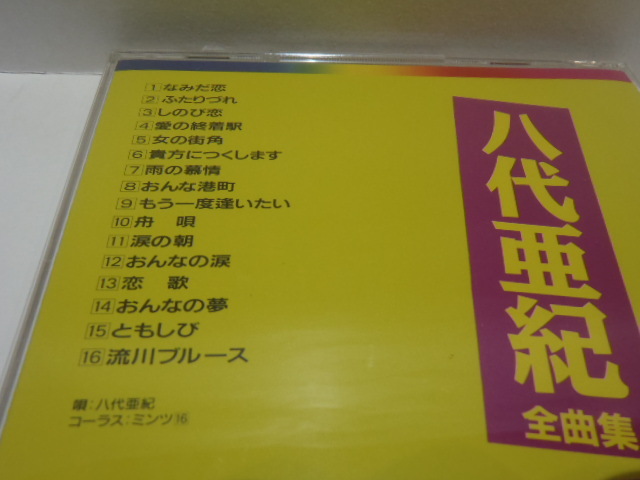 1 なみだ恋
2 ふたりづれ
3 しのび恋
4 愛の終着駅
5 女の街角
6 貴方につくします
7 雨の慕情
8 おんな港町
9 もう一度逢いたい
10 舟　唄
11 涙の朝
12 おんなの涙
13 恋　歌
14 おんなの夢
15 ともしび
16 流川ブルース
唄:八代亜紀
コーラス:ミンツ16
八代亜紀
全曲集